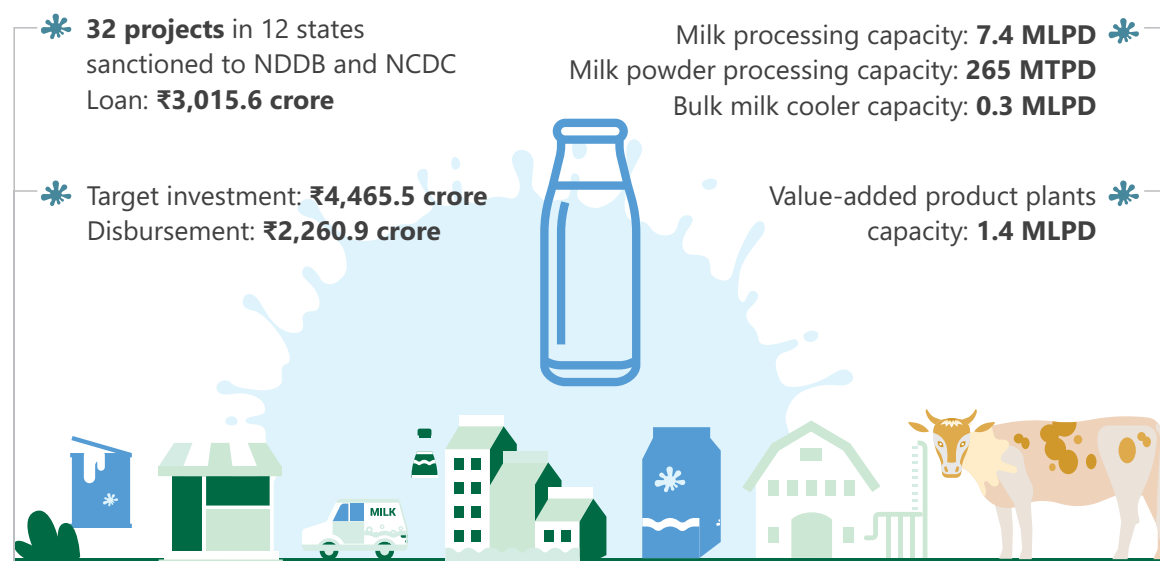 32 projects in 12 states
sanctioned to NDDB and NCDC
Loan: ₹3,015.6 crore
Target investment: ₹4,465.5 crore
Disbursement: ₹2,260.9 crore
Milk processing capacity: 7.4 MLPD
Milk powder processing capacity: 265 MTPD
Bulk milk cooler capacity: 0.3 MLPD
Value-added product plants
capacity: 1.4 MLPD
MILK